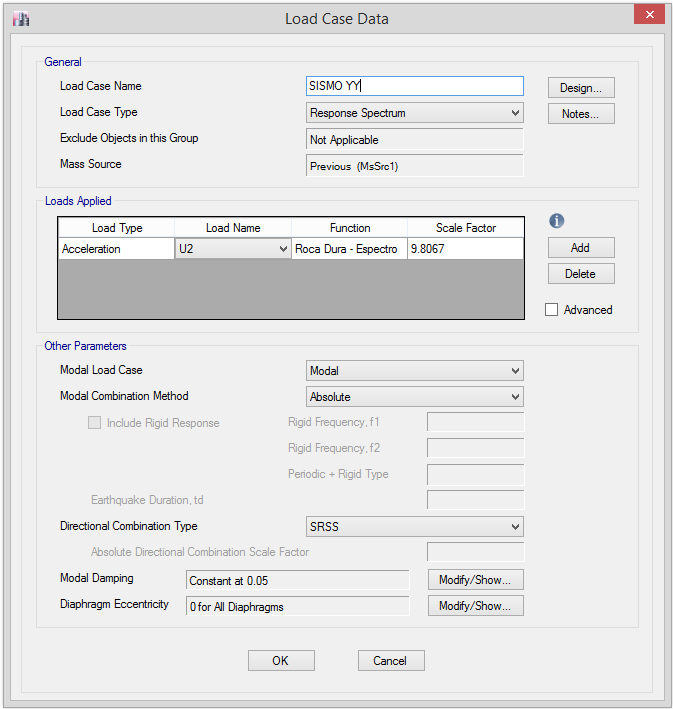 Load Case Data
General
Load Case Name SISMO YY Design...
Load Case Type Response Spectrum Notes...
Exclude Objects in this Group Not Applicable
Mass Source Previous (MsSrc1)
Loads Applied
Load Type Load Name Function Scale Factor
Acceleration U2 Roca Dura - Espectro 9.8067
Add
Delete
Advanced
Other Parameters
Modal Load Case Modal
Modal Combination Method Absolute
Include Rigid Response Rigid Frequency, f1
Rigid Frequency, f2
Periodic + Rigid Type
Earthquake Duration, td
Directional Combination Type SRSS
Absolute Directional Combination Scale Factor
Modal Damping Constant at 0.05 Modify/Show...
Diaphragm Eccentricity 0 for All Diaphragms Modify/Show...
OK Cancel